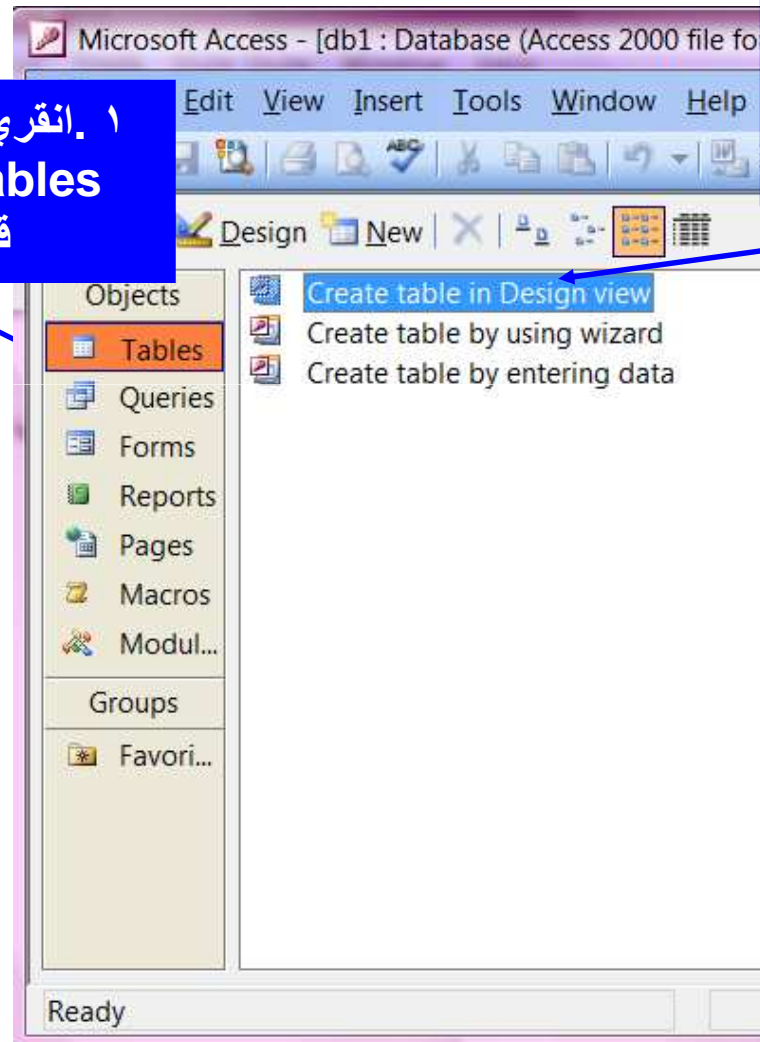 Microsoft Access - [db1 : Database (Access 2000 file fo
Edit View Insert Tools Window Help
١ .انقري
ables
Design New
Objects
Tables
Queries
Forms
Reports
Pages
Macros
Modul...
Groups
Favori...
Create table in Design view
Create table by using wizard
Create table by entering data
Ready